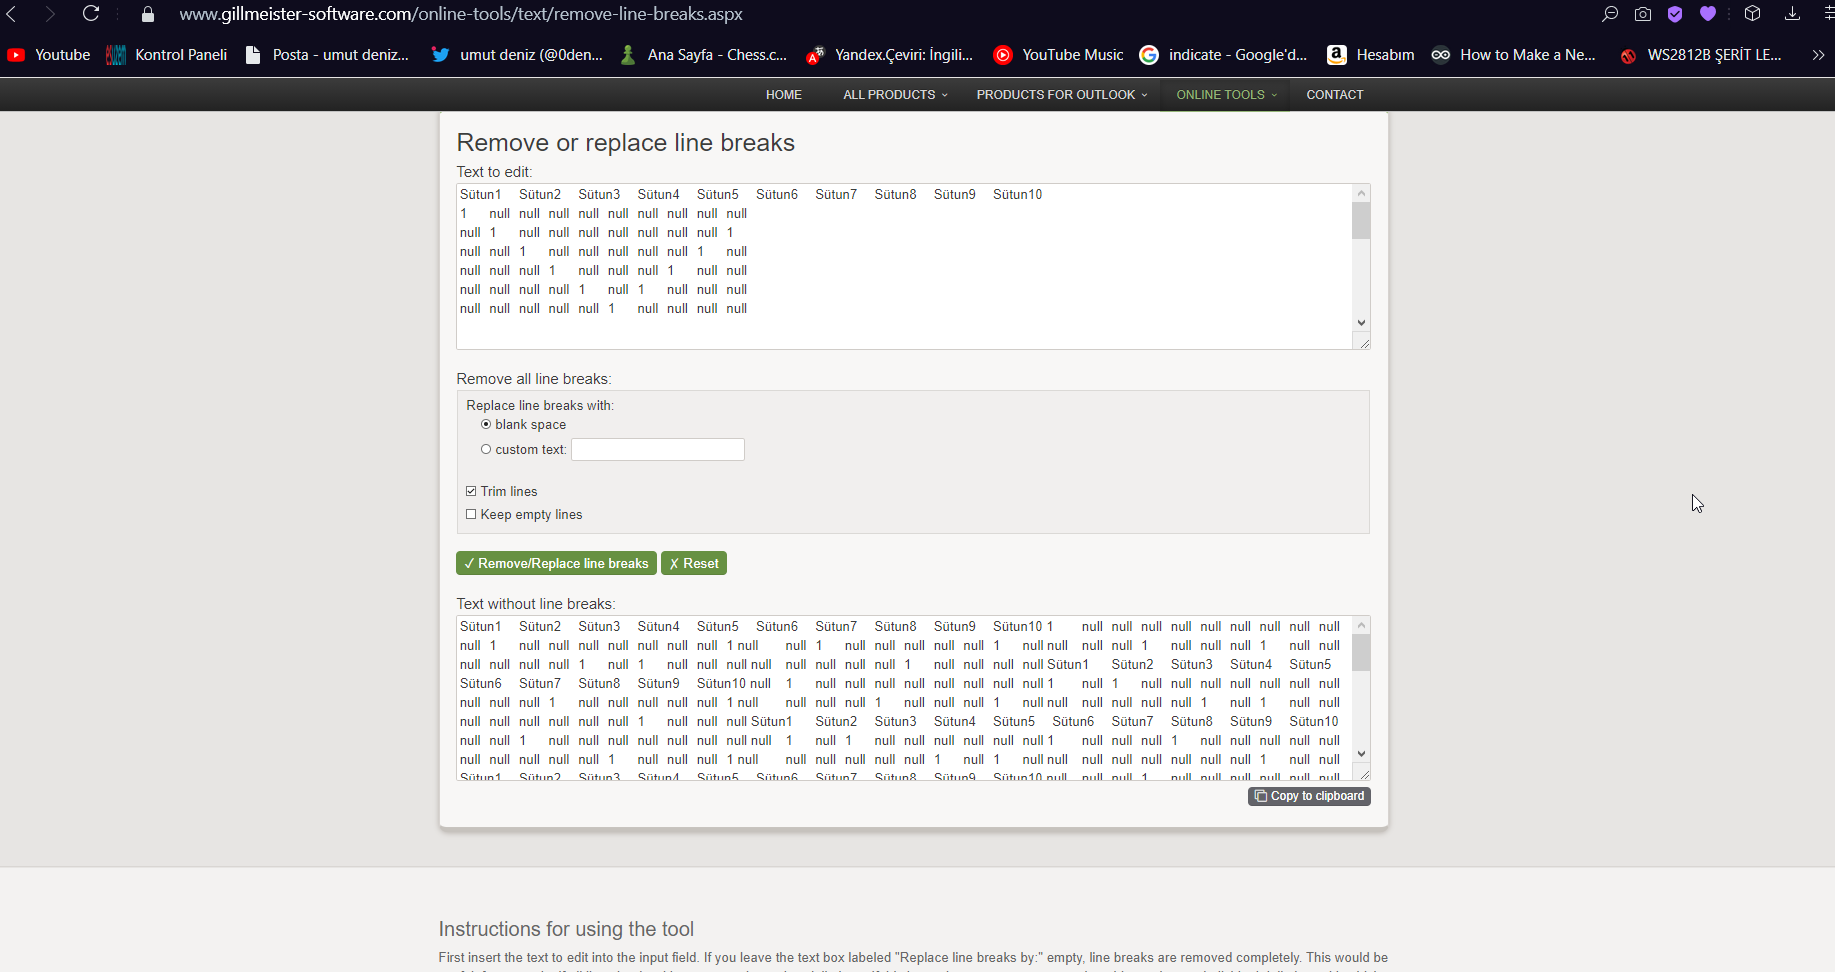 www.gillmeister-software.com/online-tools/text/remove-line-breaks.aspx
Youtube Kontrol Paneli Posta - umut deniz... umut deniz (@0den... Ana Sayfa - Chess.c... Yandex.Çeviri: İngili... YouTube Music indicate - Google'd... Hesabım How to Make a Ne... WS2812B ŞERİT LE...
HOME ALL PRODUCTS PRODUCTS FOR OUTLOOK ONLINE TOOLS CONTACT
Remove or replace line breaks
Text to edit:
Sütun1 Sütun2 Sütun3 Sütun4 Sütun5 Sütun6 Sütun7 Sütun8 Sütun9 Sütun10
1 null null null null null null null null null
null 1 null null null null null null null 1
null null 1 null null null null null 1 null
null null null 1 null null null 1 null null
null null null null 1 null 1 null null null
null null null null null 1 null null null null
Remove all line breaks:
Replace line breaks with:
blank space
custom text:
Trim lines
Keep empty lines
✓ Remove/Replace line breaks ✗ Reset
Text without line breaks:
Sütun1 Sütun2 Sütun3 Sütun4 Sütun5 Sütun6 Sütun7 Sütun8 Sütun9 Sütun10 1 null null null null null null null null null
null 1 null null null null null null null 1 null null 1 null null null null null 1 null null null null 1 null null null 1 null null
null null null null 1 null 1 null null null null null null null null 1 null null null null Sütun1 Sütun2 Sütun3 Sütun4 Sütun5
Sütun6 Sütun7 Sütun8 Sütun9 Sütun10 null 1 null null null null null null null null 1 null 1 null null null null null null null
null null null 1 null null null null null 1 null null null null 1 null null null 1 null null null null null null 1 null 1 null null
null null null null null null 1 null null null Sütun1 Sütun2 Sütun3 Sütun4 Sütun5 Sütun6 Sütun7 Sütun8 Sütun9 Sütun10
null null 1 null null null null null null null null 1 null 1 null null null null null null 1 null null null 1 null null null null null
null null null null null 1 null null null 1 null null null null null null 1 null 1 null null null null null null null null 1 null null
Sütun1 Sütun2 Sütun3 Sütun4 Sütun5 Sütun6 Sütun7 Sütun8 Sütun9 Sütun10 null null null 1 null null null null null null
Copy to clipboard
Instructions for using the tool
First insert the text to edit into the input field. If you leave the text box labeled "Replace line breaks by:" empty, line breaks are removed completely. This would be